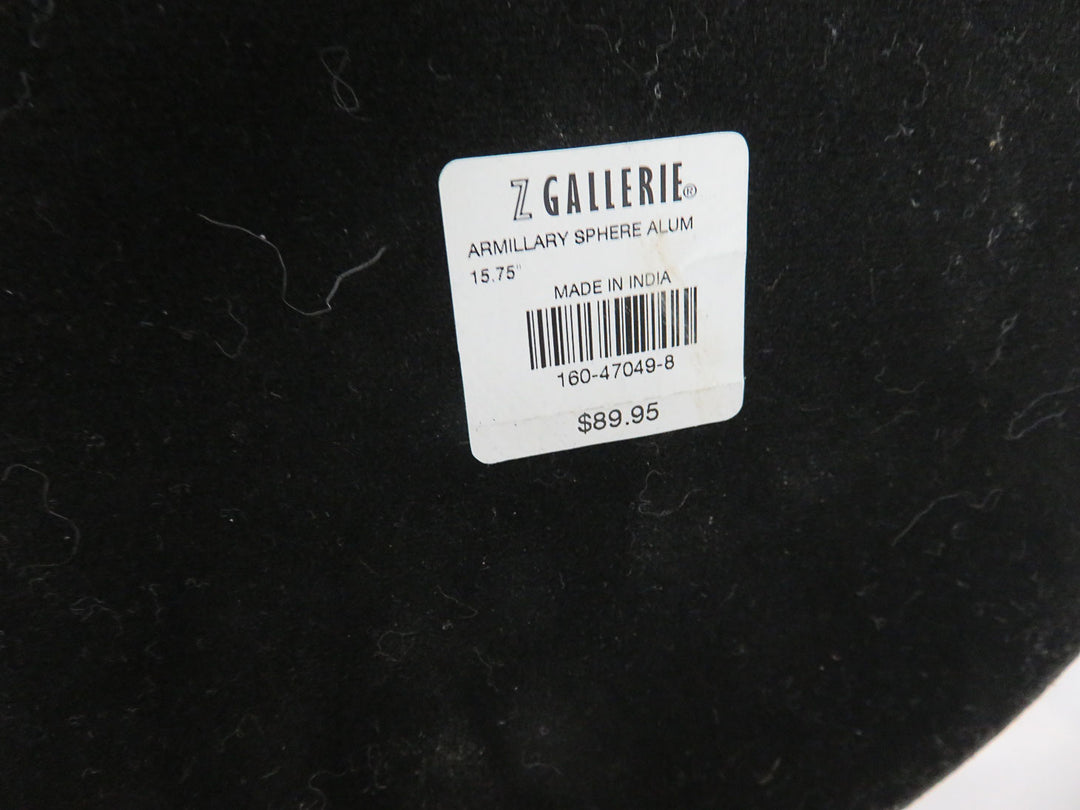 Z GALLERIE®
ARMILLARY SPHERE ALUM
15.75"
MADE IN INDIA
160-47049-8
$89.95